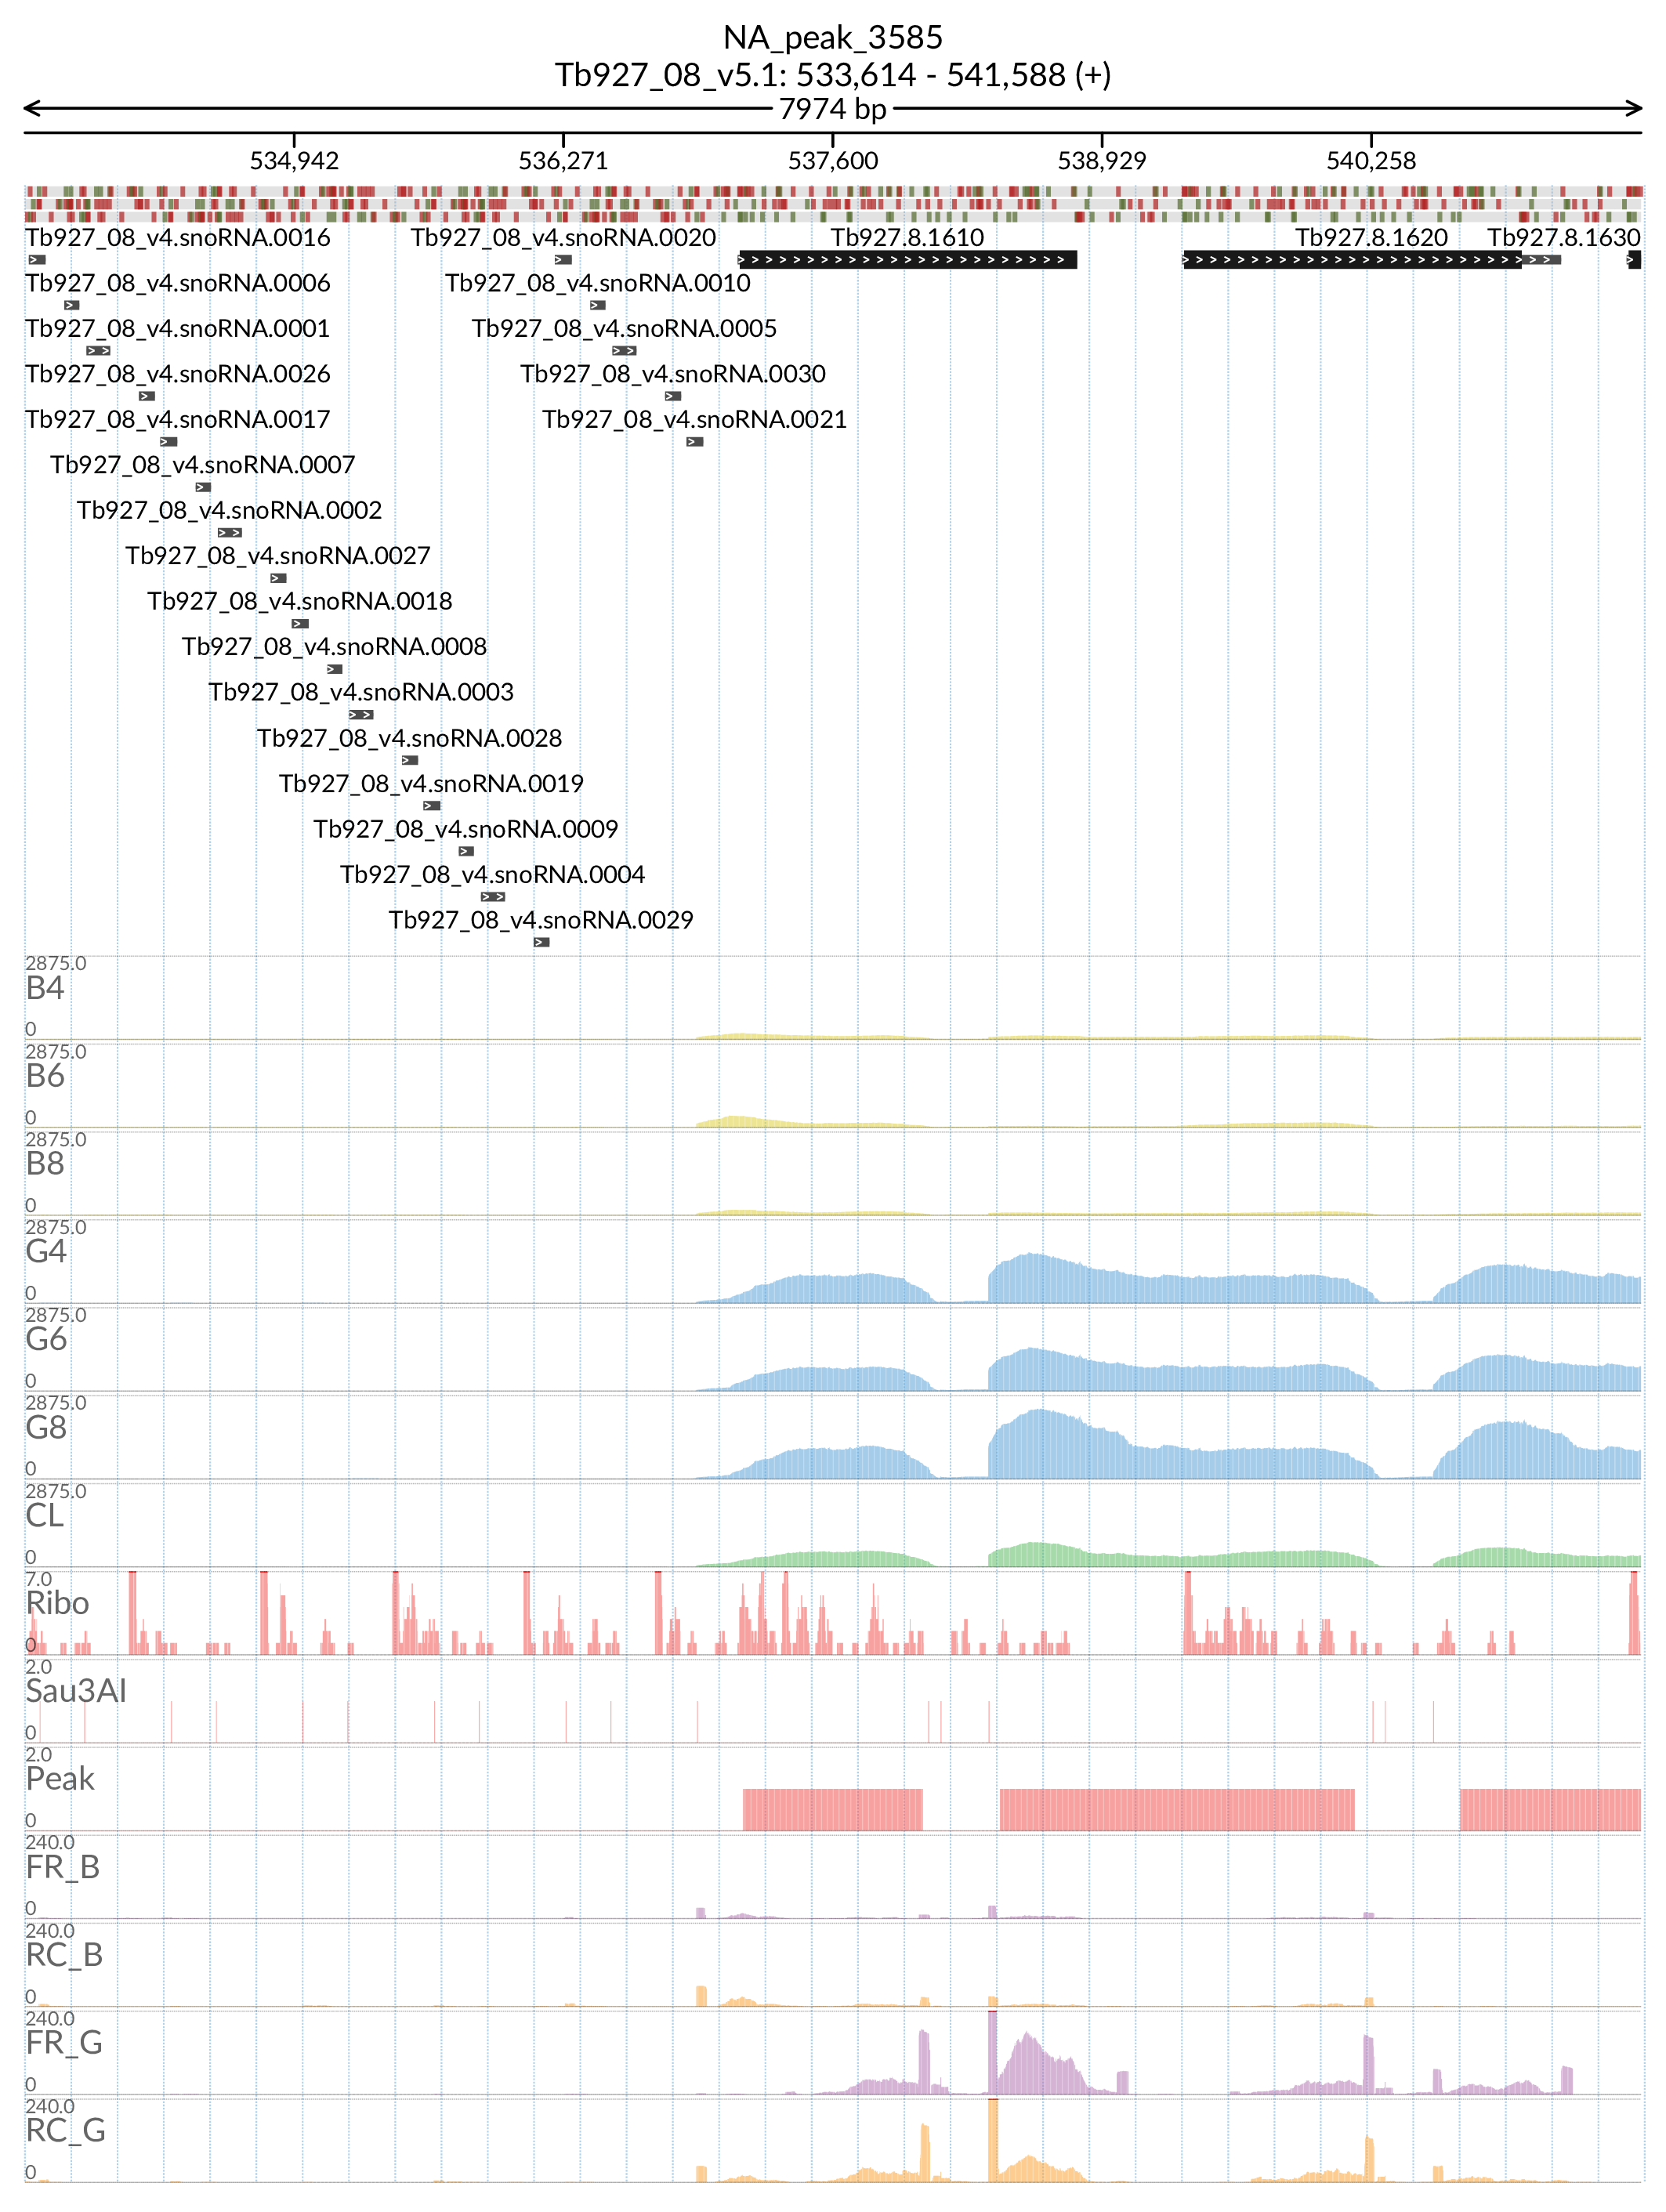 NA_peak_3585
Tb927_08_v5.1: 533,614 - 541,588 (+)
7974 bp
534,942 536,271 537,600 538,929 540,258
Tb927_08_v4.snoRNA.0016 Tb927_08_v4.snoRNA.0020 Tb927.8.1610 Tb927.8.1620 Tb927.8.1630
Tb927_08_v4.snoRNA.0006 Tb927_08_v4.snoRNA.0010
Tb927_08_v4.snoRNA.0001 Tb927_08_v4.snoRNA.0005
Tb927_08_v4.snoRNA.0026 Tb927_08_v4.snoRNA.0030
Tb927_08_v4.snoRNA.0017 Tb927_08_v4.snoRNA.0021
Tb927_08_v4.snoRNA.0007
Tb927_08_v4.snoRNA.0002
Tb927_08_v4.snoRNA.0027
Tb927_08_v4.snoRNA.0018
Tb927_08_v4.snoRNA.0008
Tb927_08_v4.snoRNA.0003
Tb927_08_v4.snoRNA.0028
Tb927_08_v4.snoRNA.0019
Tb927_08_v4.snoRNA.0009
Tb927_08_v4.snoRNA.0004
Tb927_08_v4.snoRNA.0029
2875.0
B4
0
2875.0
B6
0
2875.0
B8
0
2875.0
G4
0
2875.0
G6
0
2875.0
G8
0
2875.0
CL
0
7.0
Ribo
0
2.0
Sau3AI
0
2.0
Peak
0
240.0
FR_B
0
240.0
RC_B
0
240.0
FR_G
0
240.0
RC_G
0